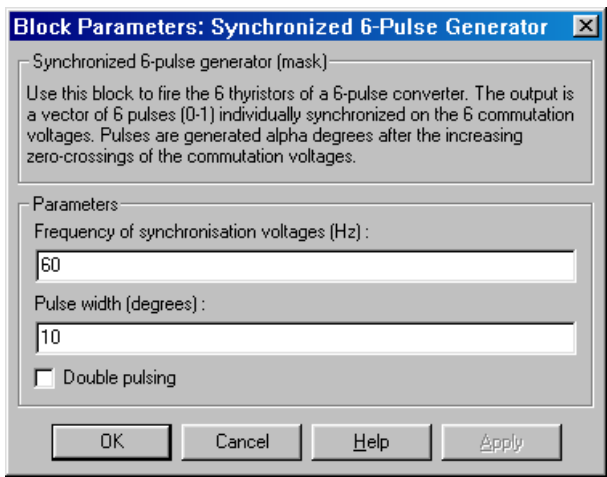 Block Parameters: Synchronized 6-Pulse Generator
Synchronized 6-pulse generator (mask)
Use this block to fire the 6 thyristors of a 6-pulse converter. The output is
a vector of 6 pulses (0-1) individually synchronized on the 6 commutation
voltages. Pulses are generated alpha degrees after the increasing
zero-crossings of the commutation voltages.
Parameters
Frequency of synchronisation voltages (Hz) :
60
Pulse width (degrees) :
10
Double pulsing
OK Cancel Help Apply